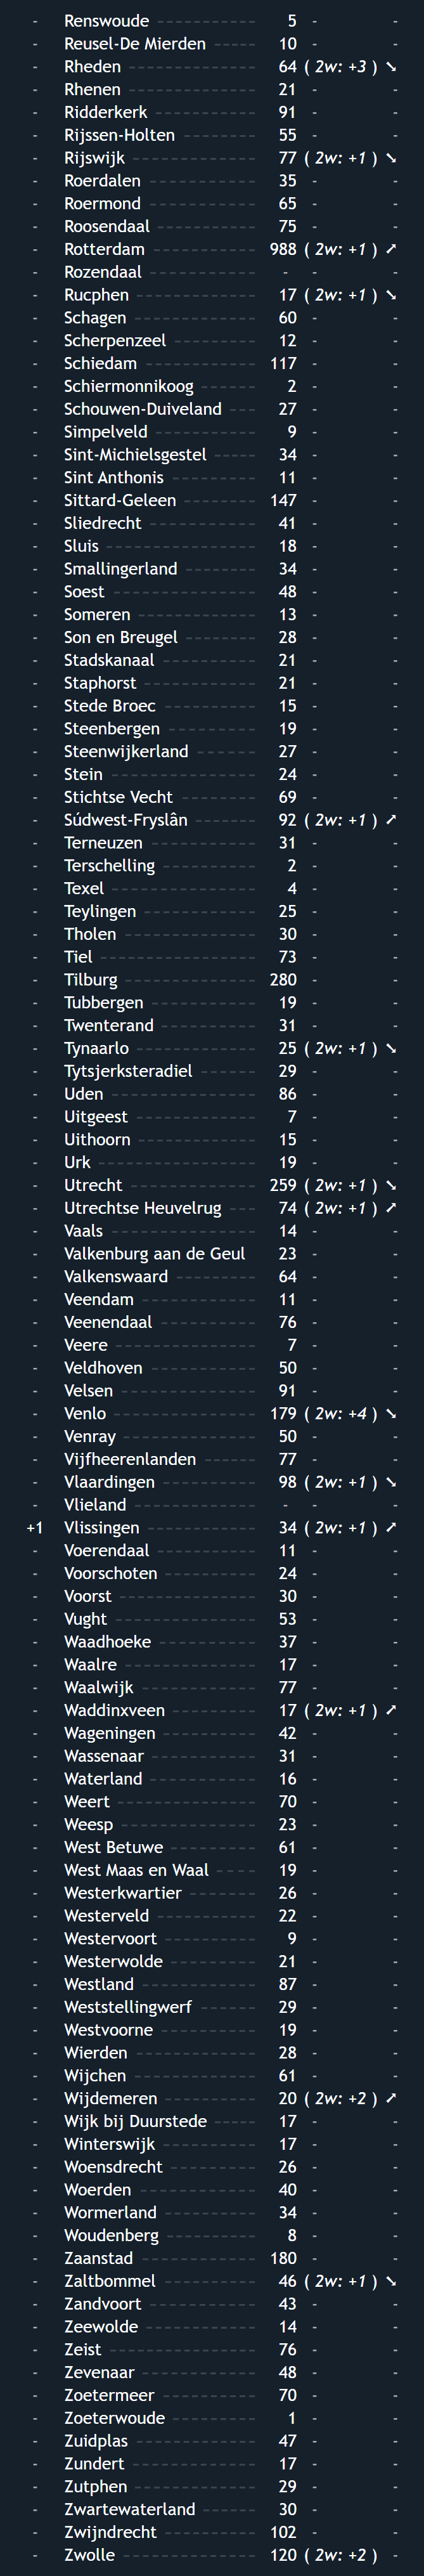 - Renswoude 5 - -
- Reusel-De Mierden 10 - -
- Rheden 64 ( 2w: +3 ) ➘
- Rhenen 21 - -
- Ridderkerk 91 - -
- Rijssen-Holten 55 - -
- Rijswijk 77 ( 2w: +1 ) ➘
- Roerdalen 35 - -
- Roermond 65 - -
- Roosendaal 75 - -
- Rotterdam 988 ( 2w: +1 ) ➚
- Rozendaal - - -
- Rucphen 17 ( 2w: +1 ) ➘
- Schagen 60 - -
- Scherpenzeel 12 - -
- Schiedam 117 - -
- Schiermonnikoog 2 - -
- Schouwen-Duiveland 27 - -
- Simpelveld 9 - -
- Sint-Michielsgestel 34 - -
- Sint Anthonis 11 - -
- Sittard-Geleen 147 - -
- Sliedrecht 41 - -
- Sluis 18 - -
- Smallingerland 34 - -
- Soest 48 - -
- Someren 13 - -
- Son en Breugel 28 - -
- Stadskanaal 21 - -
- Staphorst 21 - -
- Stede Broec 15 - -
- Steenbergen 19 - -
- Steenwijkerland 27 - -
- Stein 24 - -
- Stichtse Vecht 69 - -
- Súdwest-Fryslân 92 ( 2w: +1 ) ➚
- Terneuzen 31 - -
- Terschelling 2 - -
- Texel 4 - -
- Teylingen 25 - -
- Tholen 30 - -
- Tiel 73 - -
- Tilburg 280 - -
- Tubbergen 19 - -
- Twenterand 31 - -
- Tynaarlo 25 ( 2w: +1 ) ➘
- Tytsjerksteradiel 29 - -
- Uden 86 - -
- Uitgeest 7 - -
- Uithoorn 15 - -
- Urk 19 - -
- Utrecht 259 ( 2w: +1 ) ➘
- Utrechtse Heuvelrug 74 ( 2w: +1 ) ➚
- Vaals 14 - -
- Valkenburg aan de Geul 23 - -
- Valkenswaard 64 - -
- Veendam 11 - -
- Veenendaal 76 - -
- Veere 7 - -
- Veldhoven 50 - -
- Velsen 91 - -
- Venlo 179 ( 2w: +4 ) ➘
- Venray 50 - -
- Vijfheerenlanden 77 - -
- Vlaardingen 98 ( 2w: +1 ) ➘
- Vlieland - - -
+1 Vlissingen 34 ( 2w: +1 ) ➚
- Voerendaal 11 - -
- Voorschoten 24 - -
- Voorst 30 - -
- Vught 53 - -
- Waadhoeke 37 - -
- Waalre 17 - -
- Waalwijk 77 - -
- Waddinxveen 17 ( 2w: +1 ) ➚
- Wageningen 42 - -
- Wassenaar 31 - -
- Waterland 16 - -
- Weert 70 - -
- Weesp 23 - -
- West Betuwe 61 - -
- West Maas en Waal 19 - -
- Westerkwartier 26 - -
- Westerveld 22 - -
- Westervoort 9 - -
- Westerwolde 21 - -
- Westland 87 - -
- Weststellingwerf 29 - -
- Westvoorne 19 - -
- Wierden 28 - -
- Wijchen 61 - -
- Wijdemeren 20 ( 2w: +2 ) ➚
- Wijk bij Duurstede 17 - -
- Winterswijk 17 - -
- Woensdrecht 26 - -
- Woerden 40 - -
- Wormerland 34 - -
- Woudenberg 8 - -
- Zaanstad 180 - -
- Zaltbommel 46 ( 2w: +1 ) ➘
- Zandvoort 43 - -
- Zeewolde 14 - -
- Zeist 76 - -
- Zevenaar 48 - -
- Zoetermeer 70 - -
- Zoeterwoude 1 - -
- Zuidplas 47 - -
- Zundert 17 - -
- Zutphen 29 - -
- Zwartewaterland 30 - -
- Zwijndrecht 102 - -
- Zwolle 120 ( 2w: +2 ) -